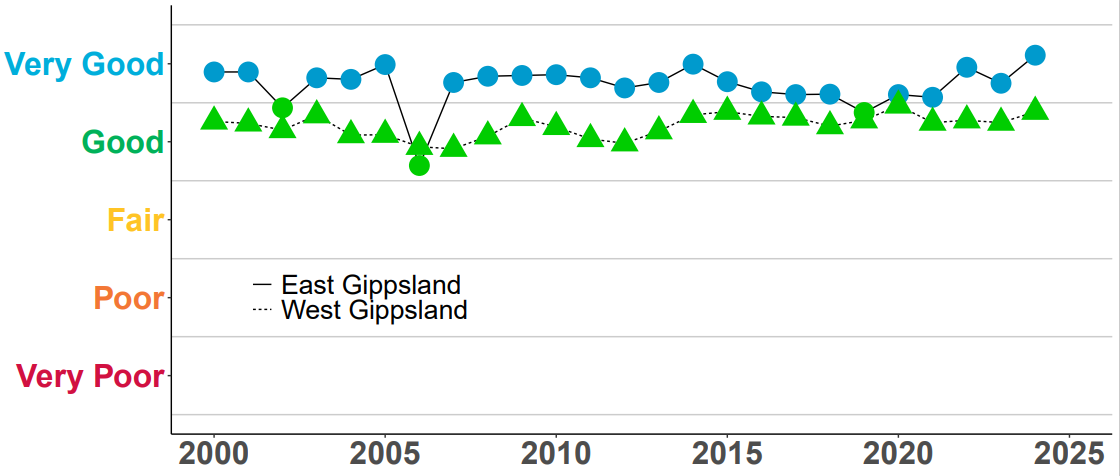 Very Good
Good
Fair
Poor
Very Poor
East Gippsland
West Gippsland
2000 2005 2010 2015 2020 2025